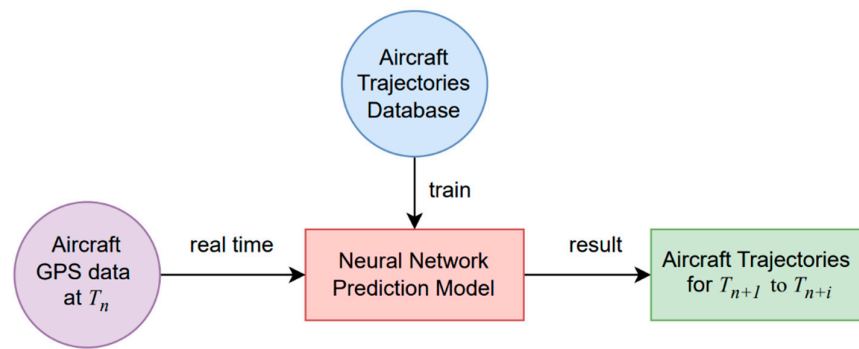 Aircraft
Trajectories
Database
train
Aircraft
GPS data
at Tₙ
real time
Neural Network
Prediction Model
result
Aircraft Trajectories
for Tₙ₊₁ to Tₙ₊ᵢ